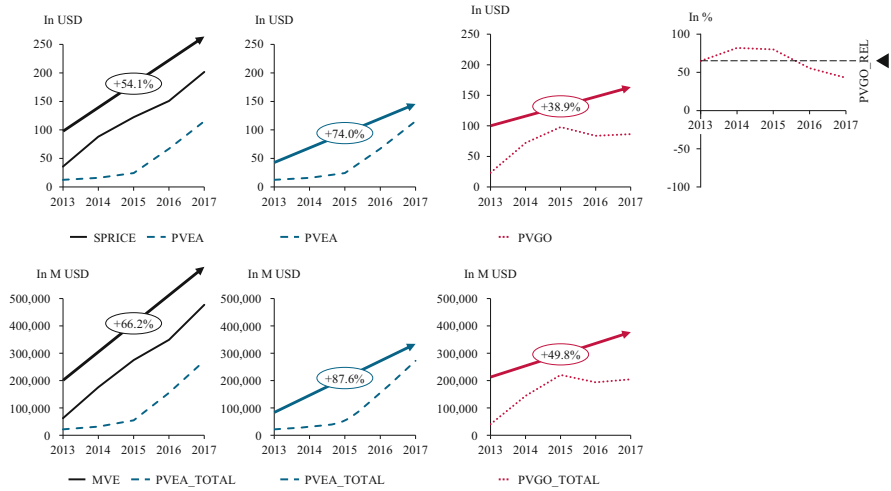 In USD
250
200
150
100
50
0
+54.1%
2013 2014 2015 2016 2017
SPRICE PVEA
In USD
250
200
150
100
50
0
+74.0%
2013 2014 2015 2016 2017
PVEA
In USD
250
200
150
100
50
0
+38.9%
2013 2014 2015 2016 2017
PVGO
In %
100
50
0
2013 2014 2015 2016 2017
-50
-100
PVGO_REL
In M USD
500,000
400,000
300,000
200,000
100,000
0
+66.2%
2013 2014 2015 2016 2017
MVE PVEA_TOTAL
In M USD
500,000
400,000
300,000
200,000
100,000
0
+87.6%
2013 2014 2015 2016 2017
PVEA_TOTAL
In M USD
500,000
400,000
300,000
200,000
100,000
0
+49.8%
2013 2014 2015 2016 2017
PVGO_TOTAL